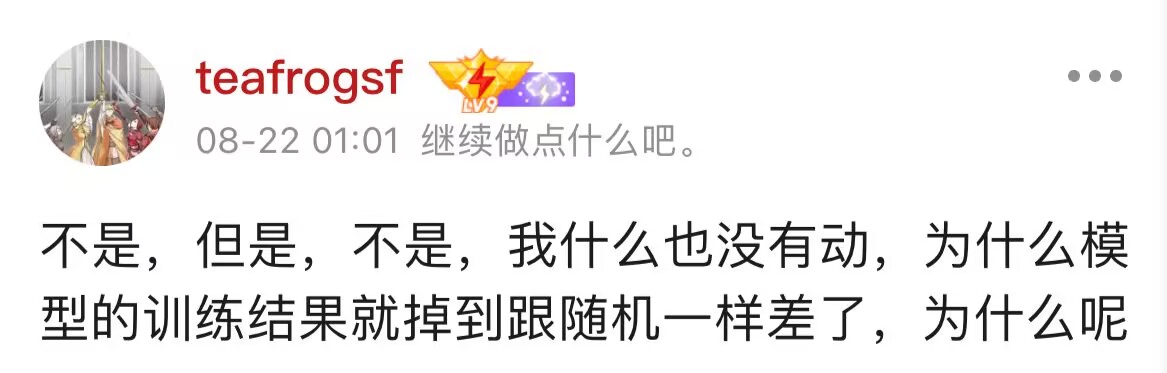 teafrogsf LV9
08-22 01:01 继续做点什么吧。
不是，但是，不是，我什么也没有动，为什么模
型的训练结果就掉到跟随机一样差了，为什么呢